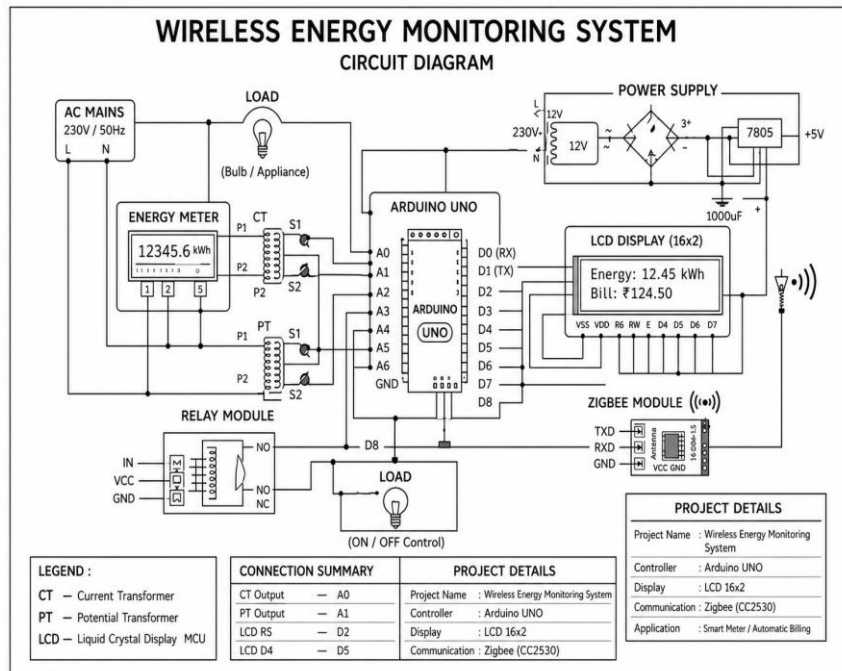 WIRELESS ENERGY MONITORING SYSTEM
CIRCUIT DIAGRAM
AC MAINS
230V / 50Hz
L N
LOAD
(Bulb / Appliance)
POWER SUPPLY
L
12V
230V
N
12V
~
~
3+
-
7805
+5V
1000uF
+
ENERGY METER
12345.6 kWh
1 2 5
P1
CT
S1
P2
S2
P2
PT
S1
P1
P2
S2
ARDUINO UNO
A0
A1
A2
A3
A4
A5
A6
GND
ARDUINO
UNO
D0 (RX)
D1 (TX)
D2
D3
D4
D5
D6
D7
D8
LCD DISPLAY (16x2)
Energy: 12.45 kWh
Bill: ₹124.50
VSS VDD R6 RW E D4 D5 D6 D7
RELAY MODULE
IN
VCC
GND
NO
NO
NC
D8
LOAD
(ON / OFF Control)
ZIGBEE MODULE
TXD
RXD
GND
Antenna
VCC GND
LEGEND :
CT – Current Transformer
PT – Potential Transformer
LCD – Liquid Crystal Display MCU
CONNECTION SUMMARY
CT Output — A0
PT Output — A1
LCD RS — D2
LCD D4 — D5
PROJECT DETAILS
Project Name : Wireless Energy Monitoring System
Controller : Arduino UNO
Display : LCD 16x2
Communication : Zigbee (CC2530)
PROJECT DETAILS
Project Name : Wireless Energy Monitoring
System
Controller : Arduino UNO
Display : LCD 16x2
Communication : Zigbee (CC2530)
Application : Smart Meter / Automatic Billing